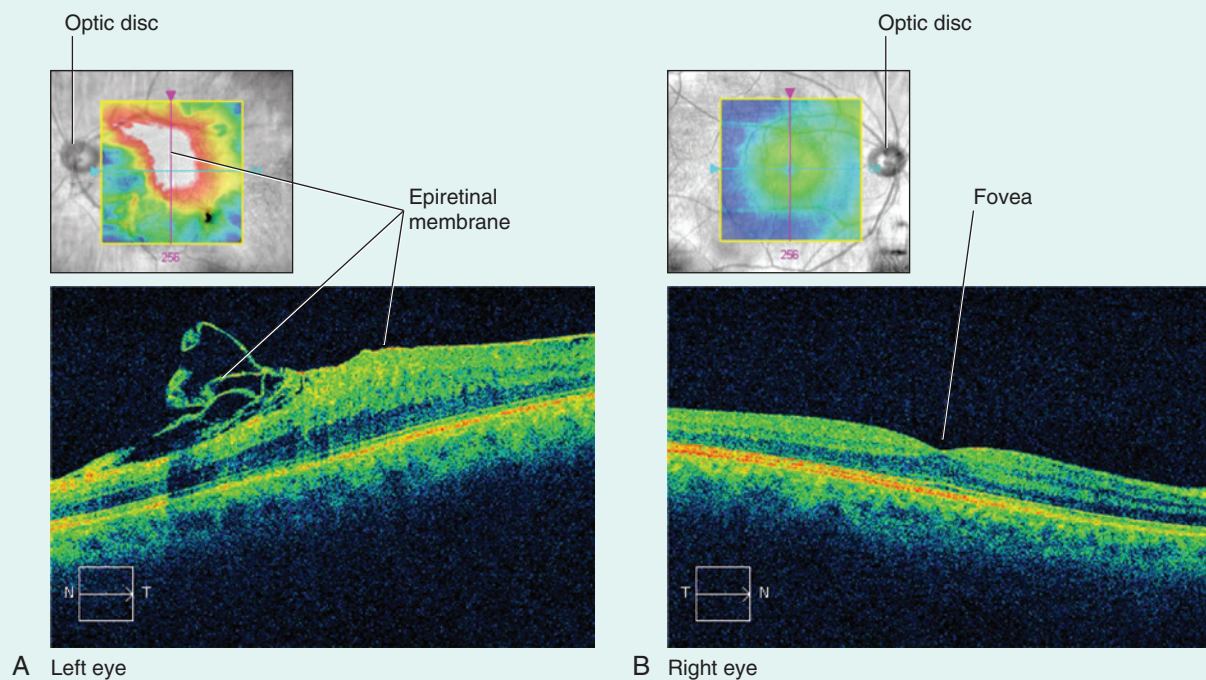 Optic disc
Optic disc
256
256
Epiretinal
membrane
Fovea
N T
T N
A Left eye
B Right eye